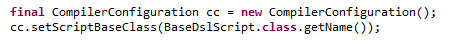 final CompilerConfiguration cc = new CompilerConfiguration();
cc.setScriptBaseClass(BaseDslScript.class.getName());